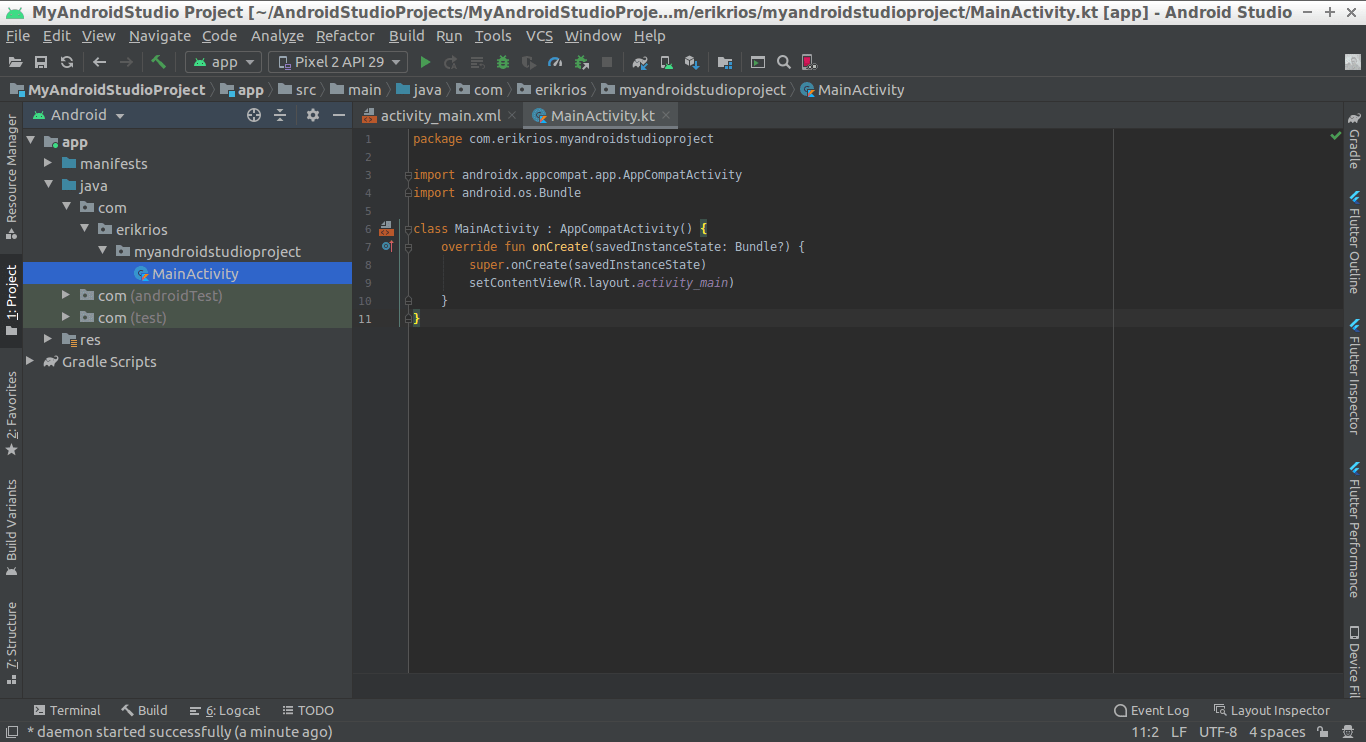 MyAndroidStudio Project [~/AndroidStudioProjects/MyAndroidStudioProje...m/erikrios/myandroidstudioproject/MainActivity.kt [app] - Android Studio
File Edit View Navigate Code Analyze Refactor Build Run Tools VCS Window Help
app Pixel 2 API 29
MyAndroidStudioProject app src main java com erikrios myandroidstudioproject MainActivity
Resource Manager
1: Project
2: Favorites
Build Variants
7: Structure
Android
app
manifests
java
com
erikrios
myandroidstudioproject
MainActivity
com (androidTest)
com (test)
res
Gradle Scripts
activity_main.xml MainActivity.kt
1 package com.erikrios.myandroidstudioproject
2
3 import androidx.appcompat.app.AppCompatActivity
4 import android.os.Bundle
5
6 class MainActivity : AppCompatActivity() {
7 override fun onCreate(savedInstanceState: Bundle?) {
8 super.onCreate(savedInstanceState)
9 setContentView(R.layout.activity_main)
10 }
11 }
Gradle
Flutter Outline
Flutter Inspector
Flutter Performance
Device Fil
Terminal Build 6: Logcat TODO Event Log Layout Inspector
* daemon started successfully (a minute ago) 11:2 LF UTF-8 4 spaces